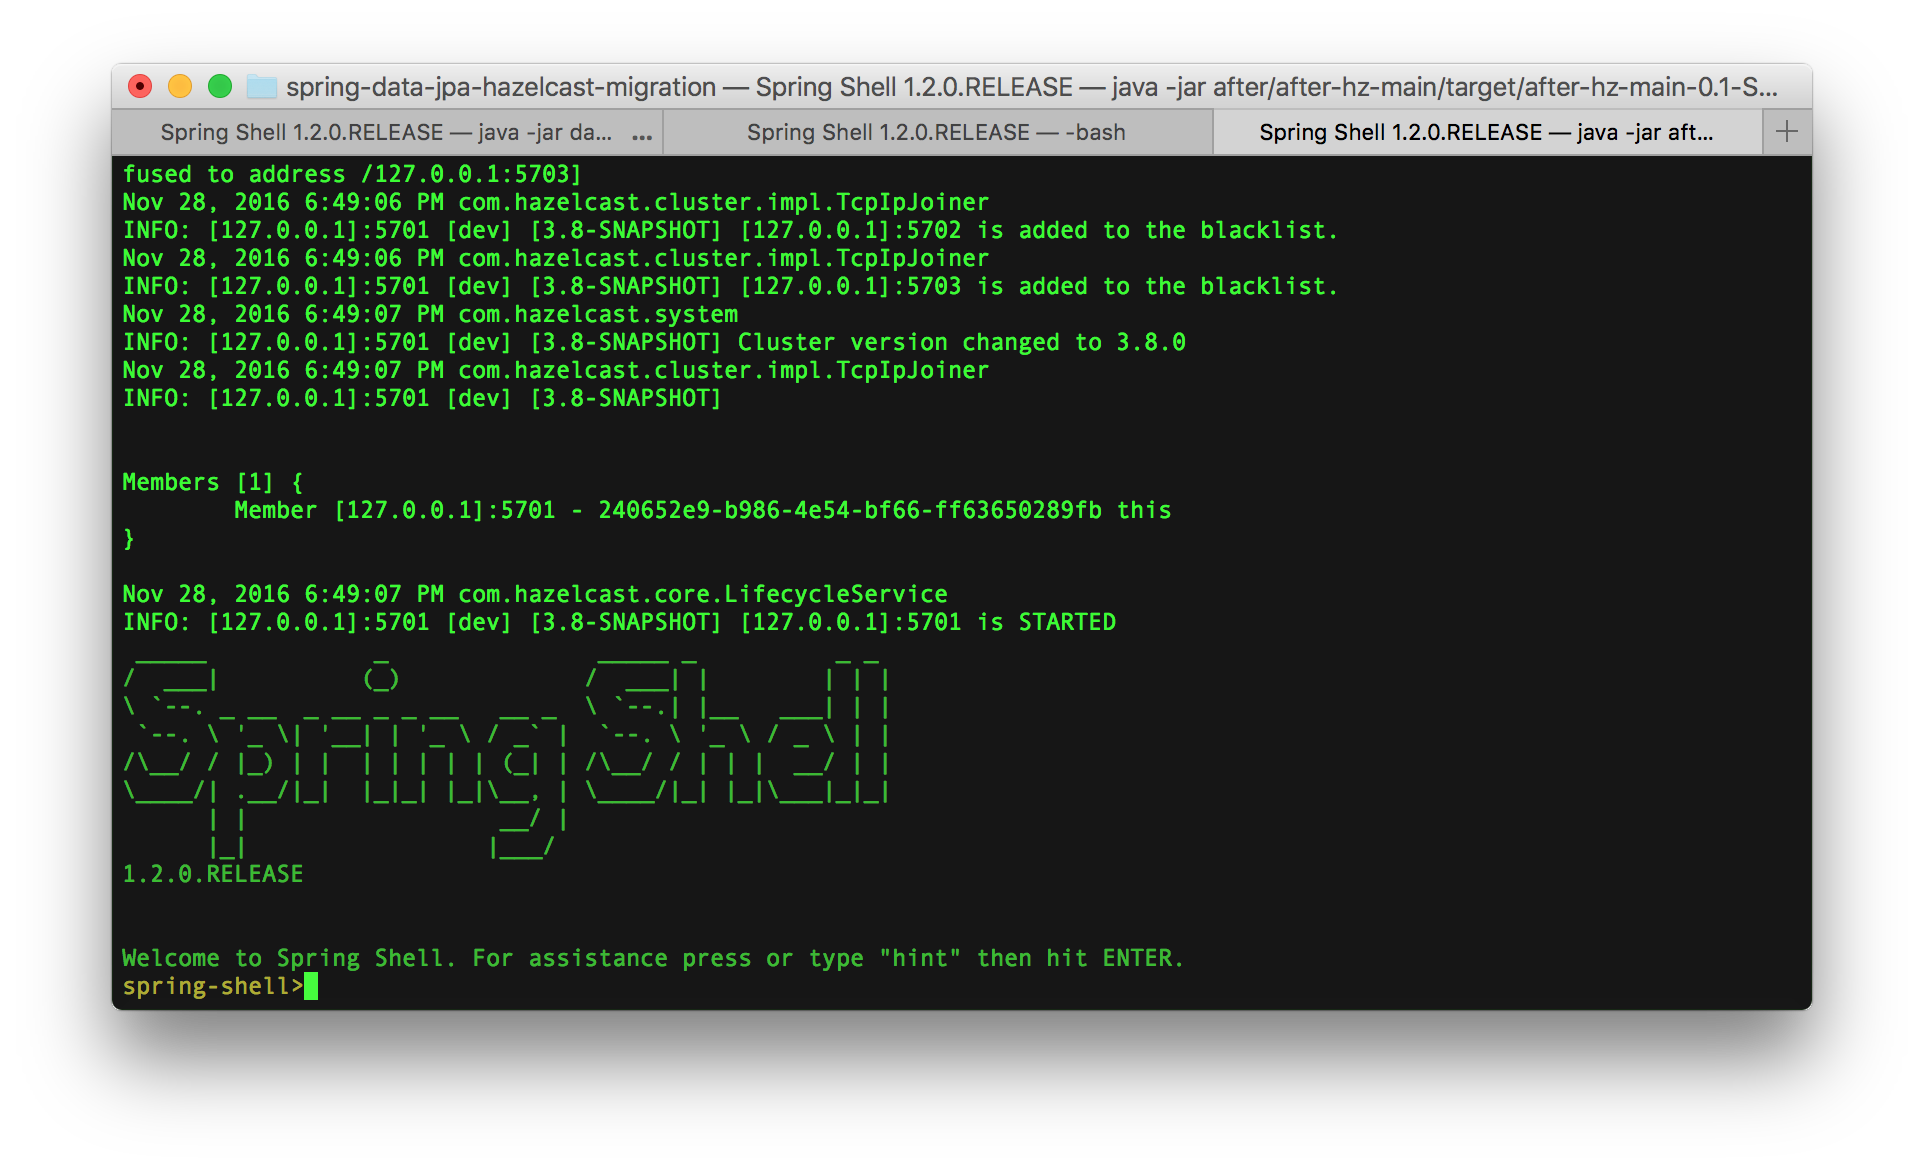 spring-data-jpa-hazelcast-migration — Spring Shell 1.2.0.RELEASE — java -jar after/after-hz-main/target/after-hz-main-0.1-S...
Spring Shell 1.2.0.RELEASE — java -jar da... ...
Spring Shell 1.2.0.RELEASE — -bash
Spring Shell 1.2.0.RELEASE — java -jar aft...
+
fused to address /127.0.0.1:5703]
Nov 28, 2016 6:49:06 PM com.hazelcast.cluster.impl.TcpIpJoiner
INFO: [127.0.0.1]:5701 [dev] [3.8-SNAPSHOT] [127.0.0.1]:5702 is added to the blacklist.
Nov 28, 2016 6:49:06 PM com.hazelcast.cluster.impl.TcpIpJoiner
INFO: [127.0.0.1]:5701 [dev] [3.8-SNAPSHOT] [127.0.0.1]:5703 is added to the blacklist.
Nov 28, 2016 6:49:07 PM com.hazelcast.system
INFO: [127.0.0.1]:5701 [dev] [3.8-SNAPSHOT] Cluster version changed to 3.8.0
Nov 28, 2016 6:49:07 PM com.hazelcast.cluster.impl.TcpIpJoiner
INFO: [127.0.0.1]:5701 [dev] [3.8-SNAPSHOT]
Members [1] {
Member [127.0.0.1]:5701 - 240652e9-b986-4e54-bf66-ff63650289fb this
}
Nov 28, 2016 6:49:07 PM com.hazelcast.core.LifecycleService
INFO: [127.0.0.1]:5701 [dev] [3.8-SNAPSHOT] [127.0.0.1]:5701 is STARTED
Spring Shell
1.2.0.RELEASE
Welcome to Spring Shell. For assistance press or type "hint" then hit ENTER.
spring-shell>